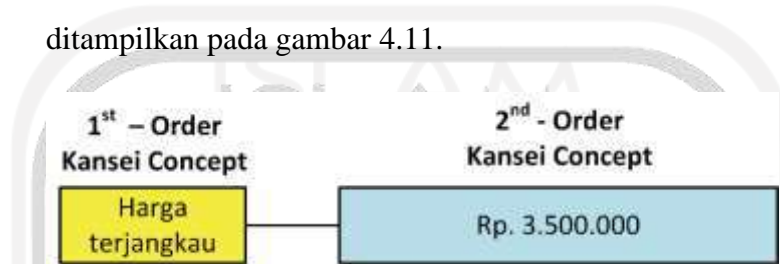 ditampilkan pada gambar 4.11.
ISLAM
1st – Order
Kansei Concept
2nd - Order
Kansei Concept
Harga
terjangkau
Rp. 3.500.000